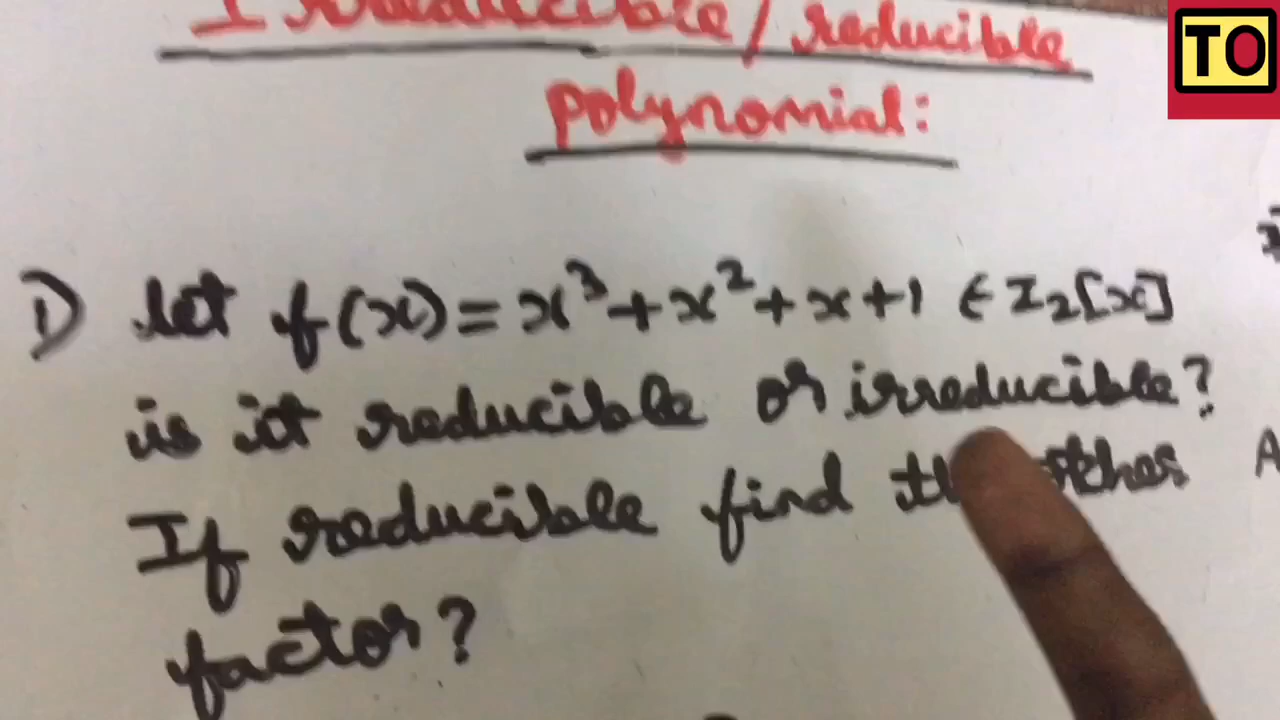 Irreducible/reducible
TO
polynomial:
1) let f(x) = x³ + x² + x + 1 ∈ Z₂[x]
is it reducible or irreducible?
If reducible find other
factor?
A